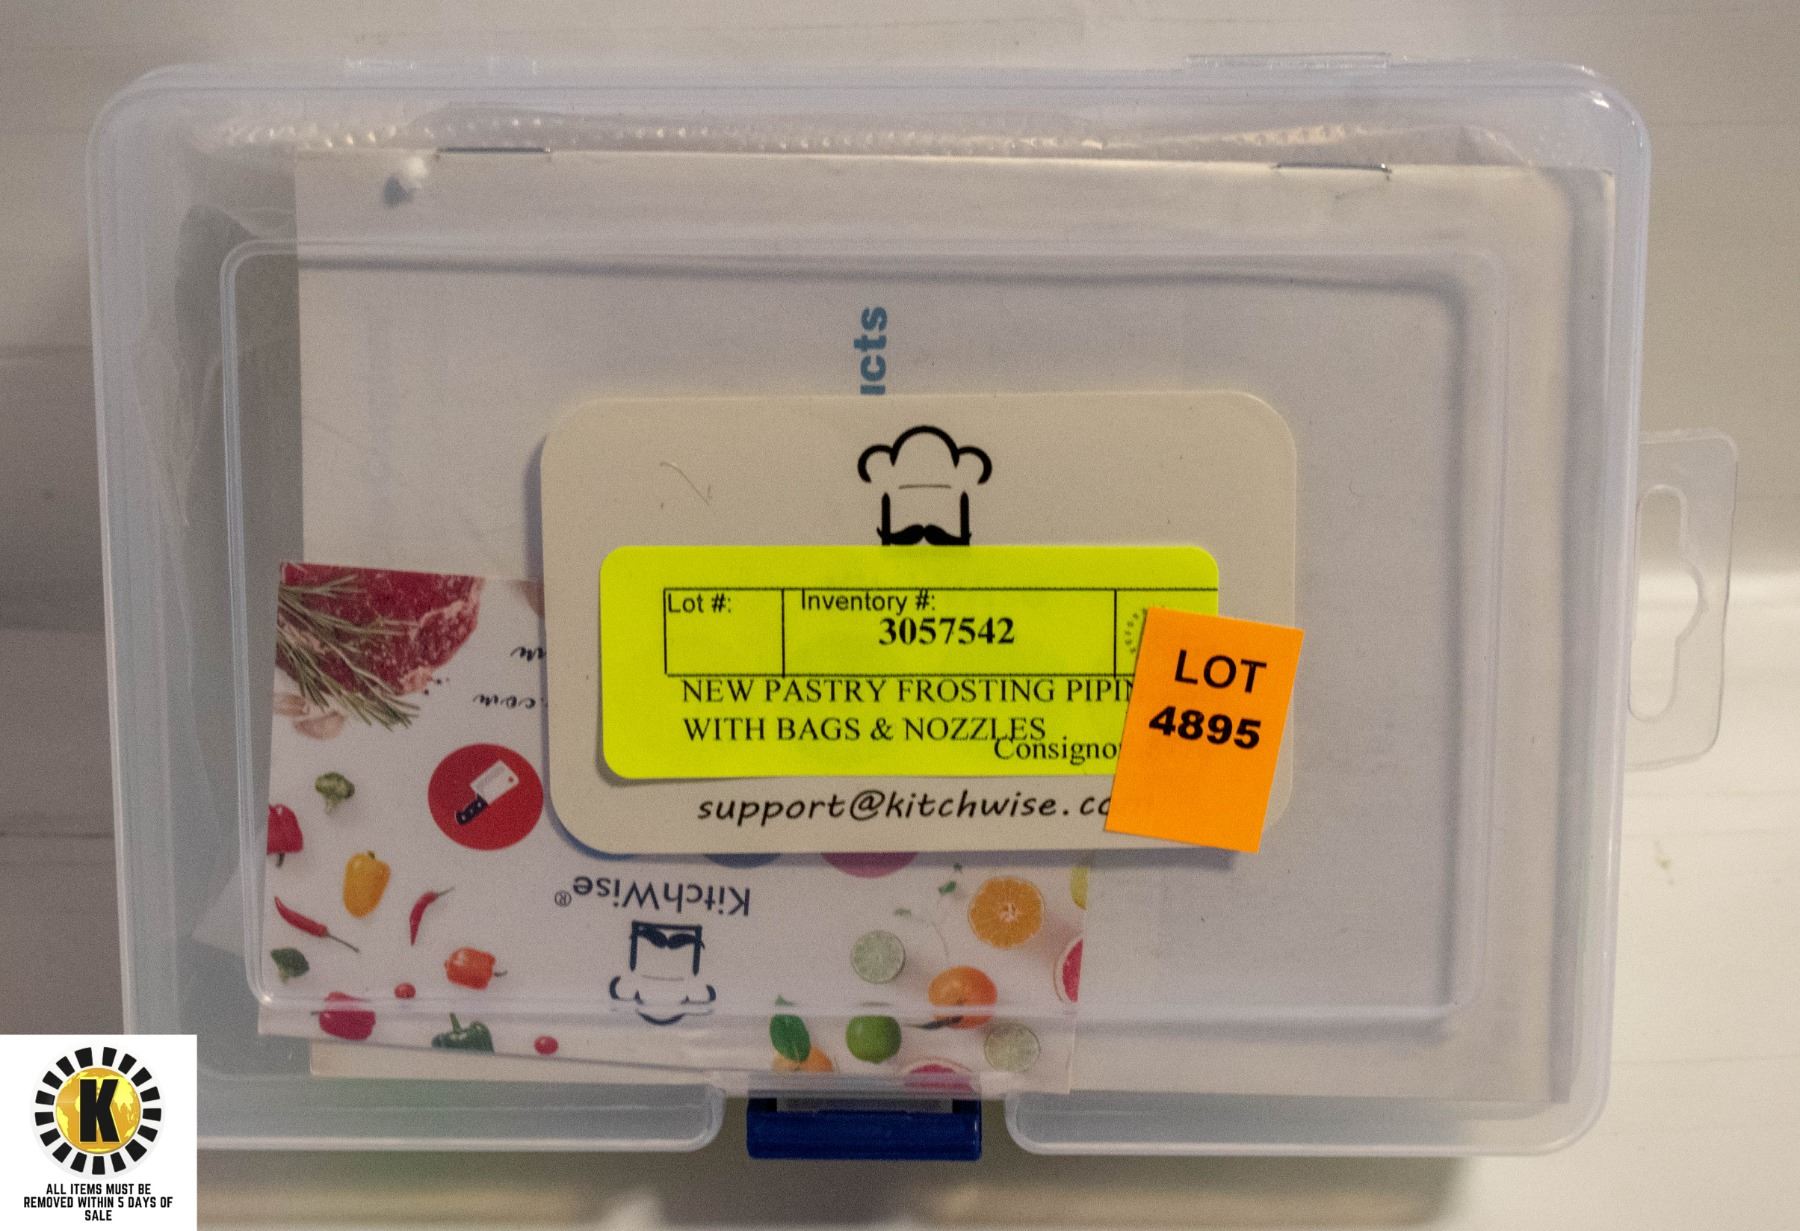 ucts
Lot #:
Inventory #:
3057542
NEW PASTRY FROSTING PIPIN
WITH BAGS & NOZZLES
Consigno
LOT
4895
support@kitchwise.co
.com
KitchWise®
K
ALL ITEMS MUST BE
REMOVED WITHIN 5 DAYS OF
SALE